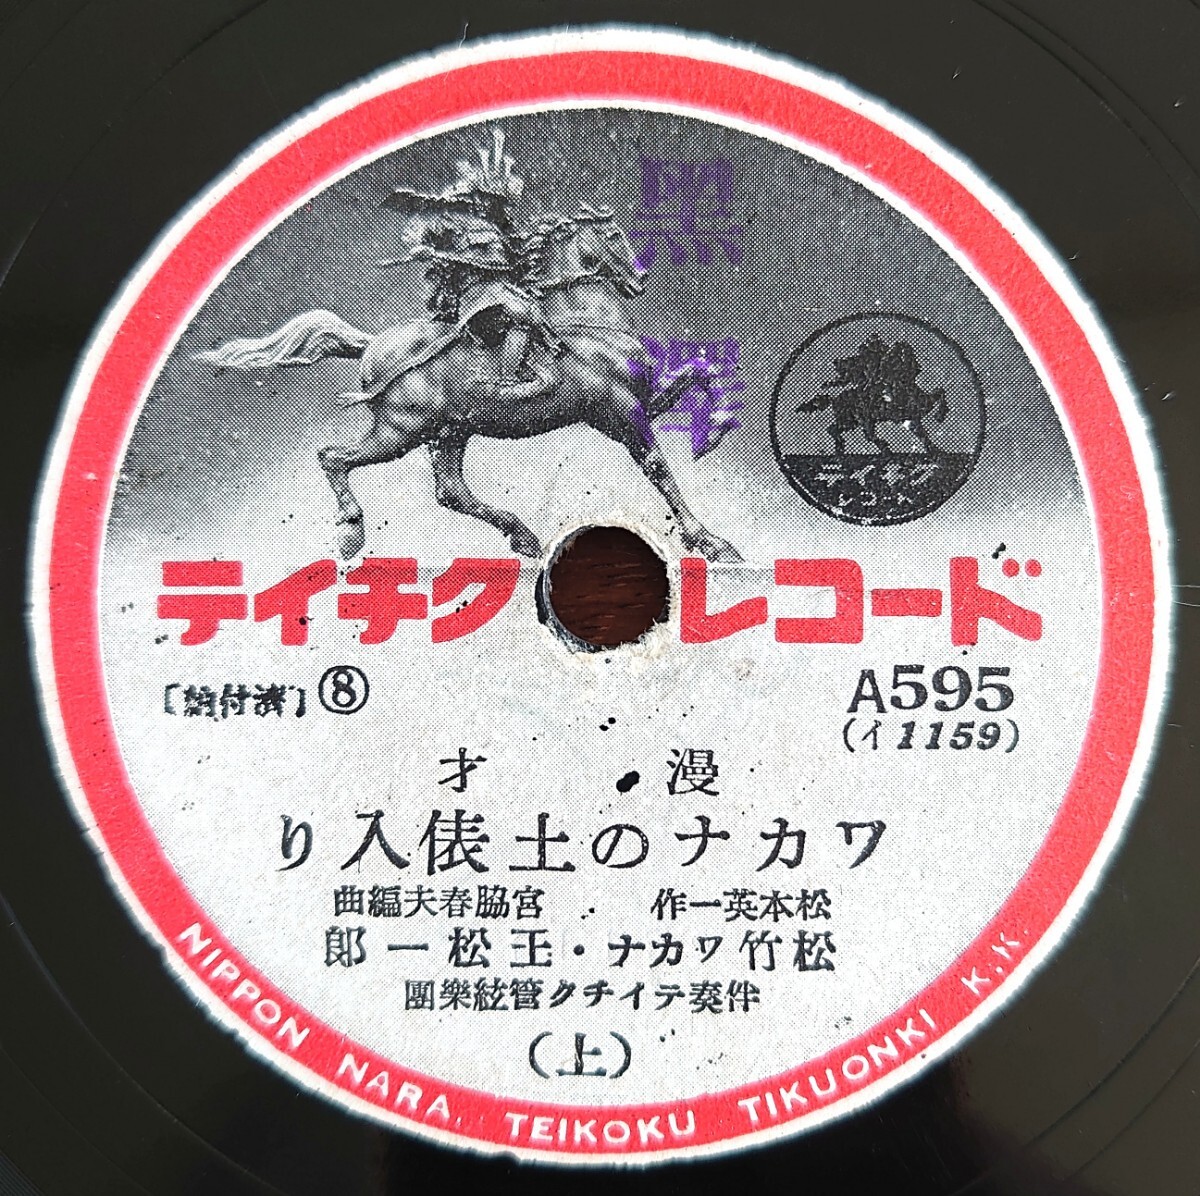 テイチク
レコード
テイチクレコード
〔納付済〕⑧
A595
(イ1159)
漫才
ワカナの土俵入り
松本英一作 宮脇春夫編曲
松竹ワカナ・玉松一郎
伴奏テイチク管絃樂團
(上)
NIPPON NARA, TEIKOKU TIKUONKI K.K.